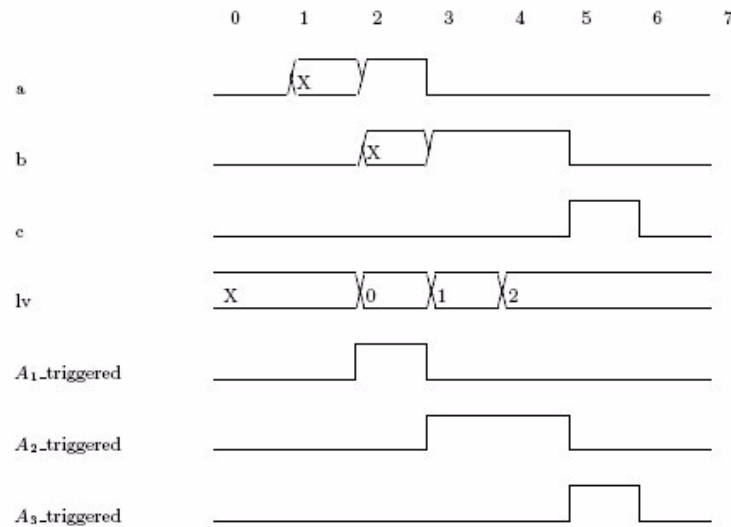 0 1 2 3 4 5 6 7
a X
b X
c
lv X 0 1 2
A₁_triggered
A₂_triggered
A₃_triggered